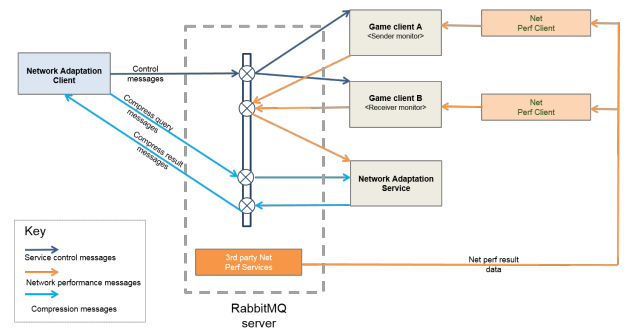 Game client A
<Sender monitor>
Net
Perf Client
Network Adaptation
Client
Control
messages
Compress query
messages
Compress result
messages
Game client B
<Receiver monitor>
Net
Perf Client
Network Adaptation
Service
Key
Service control messages
Network performance messages
Compression messages
3rd party Net
Perf Services
Net perf result
data
RabbitMQ
server